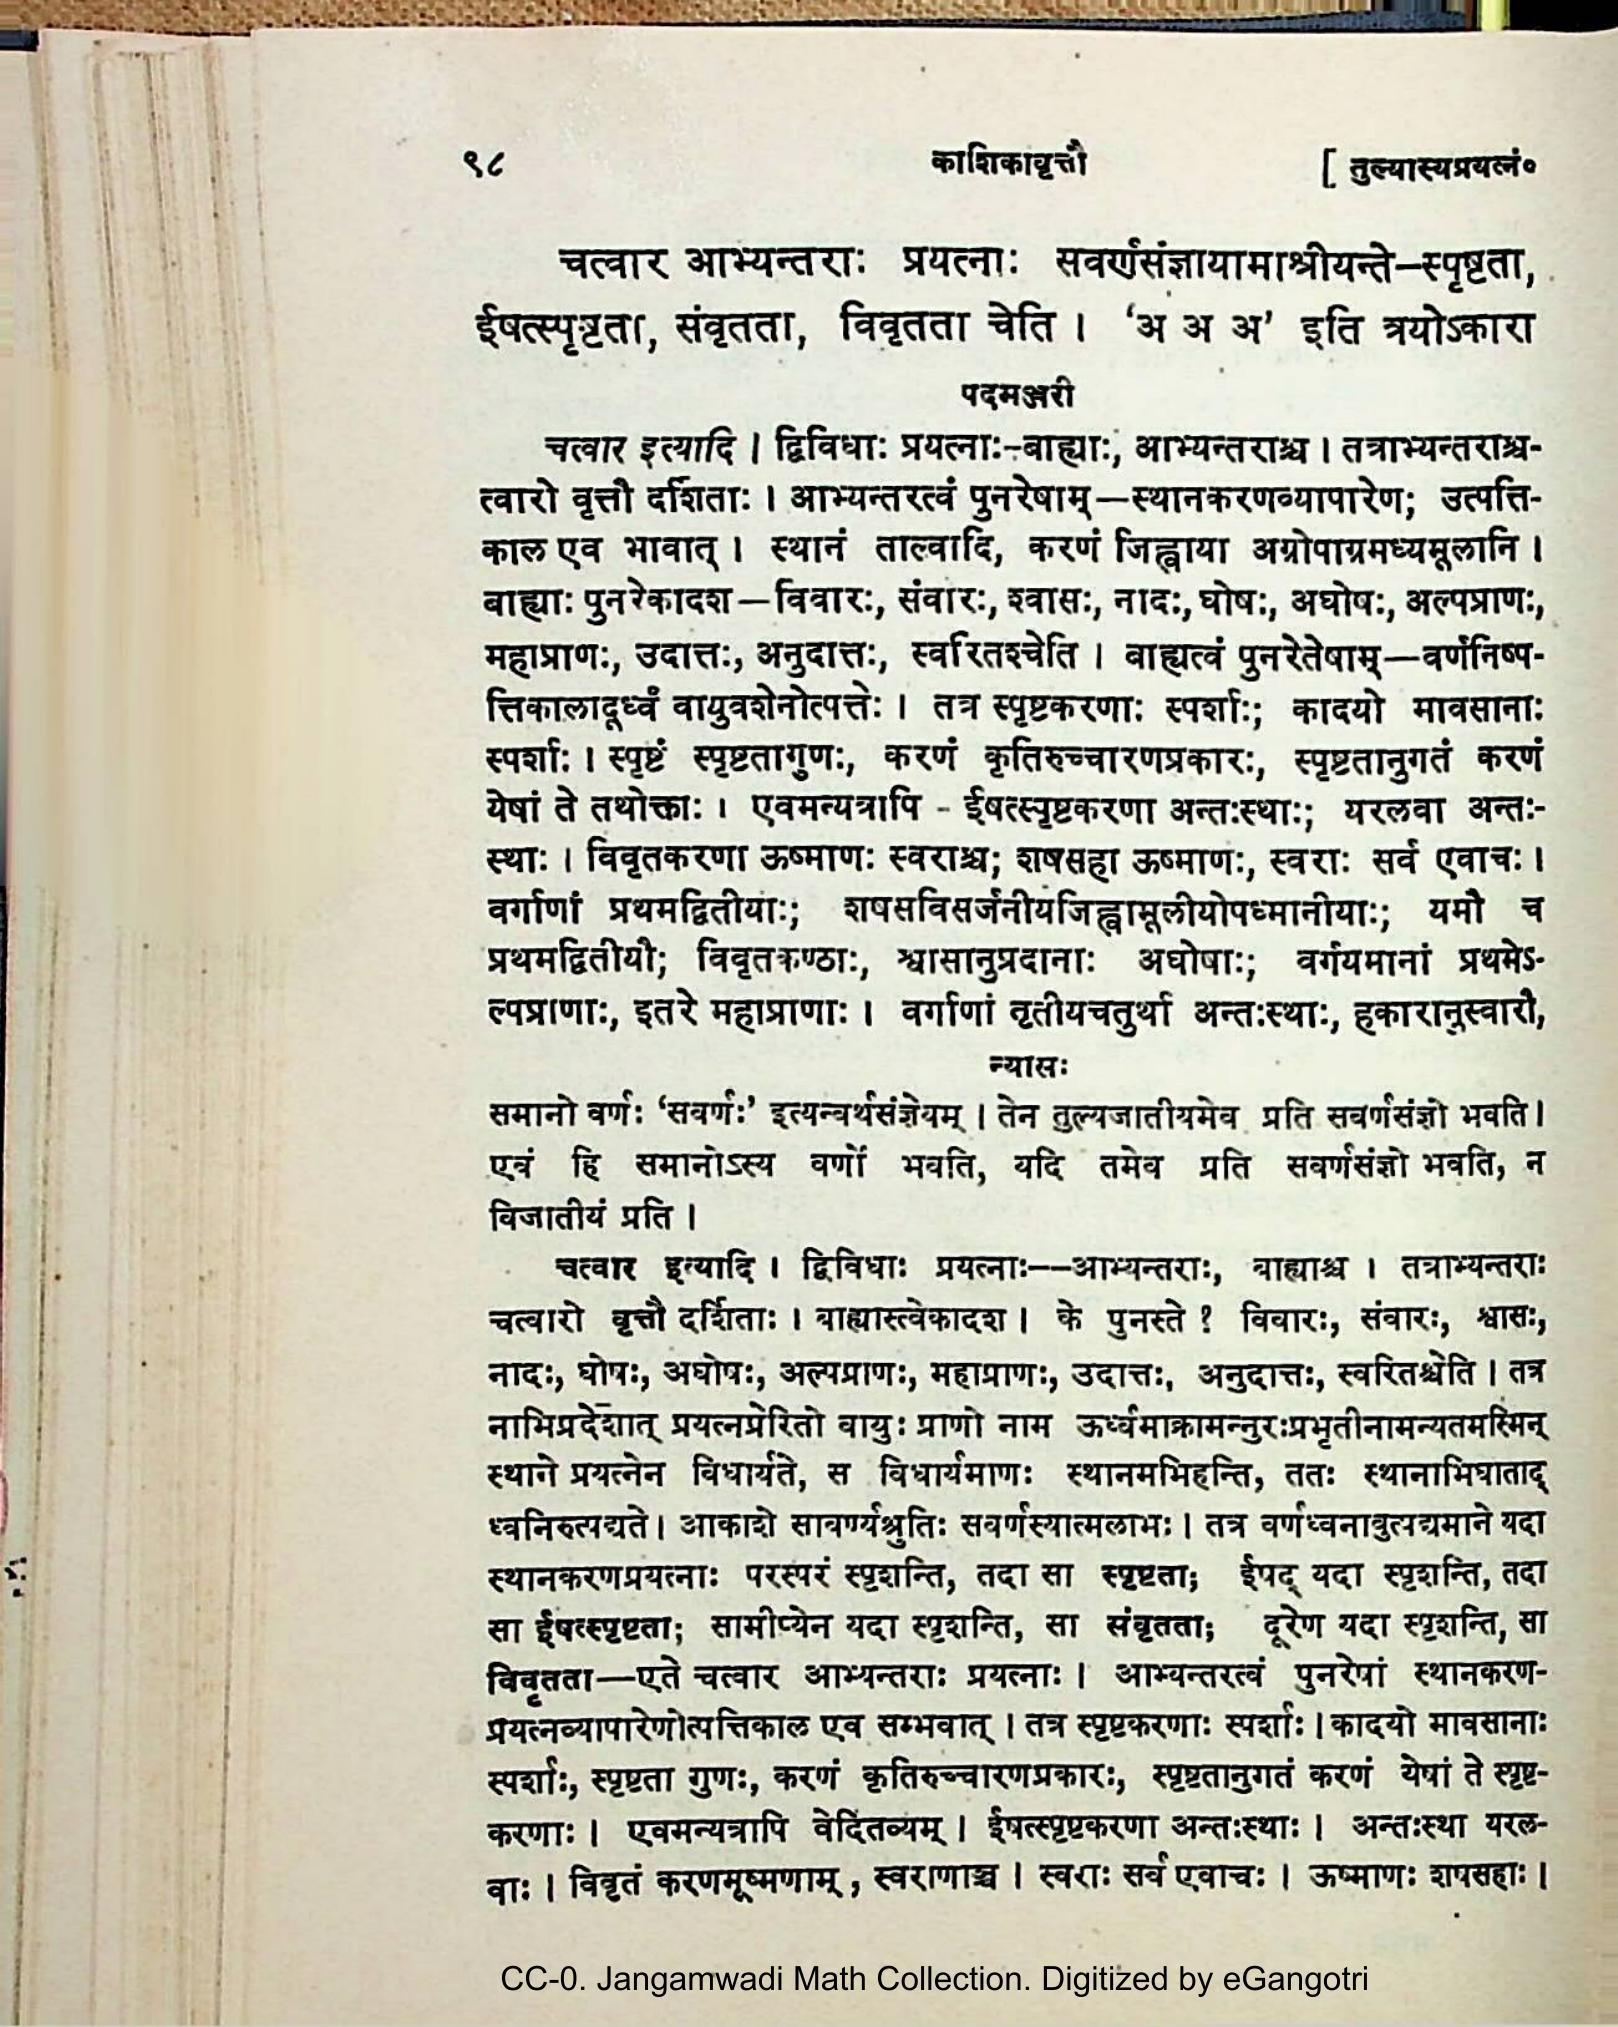 ९८ काशिकावृत्तौ [ तुल्यास्यप्रयत्नं०
चत्वार आभ्यन्तराः प्रयत्नाः सवर्णसंज्ञायामाश्रीयन्ते—स्पृष्टता,
ईषत्स्पृष्टता, संवृतता, विवृतता चेति । ‘अ अ अ’ इति त्रयोऽकारा
पदमञ्जरी
चत्वार इत्यादि । द्विविधाः प्रयत्नाः—बाह्याः, आभ्यन्तराश्च । तत्राभ्यन्तराश्च-
त्वारो वृत्तौ दर्शिताः । आभ्यन्तरत्वं पुनरेषाम्—स्थानकरणव्यापारेण; उत्पत्ति-
काल एव भावात् । स्थानं ताल्वादि, करणं जिह्वाया अग्रोपाग्रमध्यमूलानि ।
बाह्याः पुनरेकादश—विवारः, संवारः, श्वासः, नादः, घोषः, अघोषः, अल्पप्राणः,
महाप्राणः, उदात्तः, अनुदात्तः, स्वरितश्चेति । बाह्यत्वं पुनरेतेषाम्—वर्णनिष्प-
त्तिकालादूर्ध्वं वायुवशेनोत्पत्तेः । तत्र स्पृष्टकरणाः स्पर्शाः; कादयो मावसानाः
स्पर्शाः । स्पृष्टं स्पृष्टतागुणः, करणं कृतिरुच्चारणप्रकारः, स्पृष्टतानुगतं करणं
येषां ते तथोक्ताः । एवमन्यत्रापि - ईषत्स्पृष्टकरणा अन्तःस्थाः; यरलवा अन्तः-
स्थाः । विवृतकरणा ऊष्माणः स्वराश्च; शषसहा ऊष्माणः, स्वराः सर्व एवाचः ।
वर्गाणां प्रथमद्वितीयाः; शषसविसर्जनीयजिह्वामूलीयोपध्मानीयाः; यमौ च
प्रथमद्वितीयौ; विवृतकण्ठाः, श्वासानुप्रदानाः अघोषाः; वर्गयमानां प्रथमेऽ-
ल्पप्राणाः, इतरे महाप्राणाः । वर्गाणां तृतीयचतुर्था अन्तःस्थाः, हकारानुस्वारौ,
न्यासः
समानो वर्णः ‘सवर्णः’ इत्यन्वर्थसंज्ञेयम् । तेन तुल्यजातीयमेव प्रति सवर्णसंज्ञो भवति ।
एवं हि समानोऽस्य वर्णो भवति, यदि तमेव प्रति सवर्णसंज्ञो भवति, न
विजातीयं प्रति ।
चत्वार इत्यादि । द्विविधाः प्रयत्नाः——आभ्यन्तराः, बाह्याश्च । तत्राभ्यन्तराः
चत्वारो वृत्तौ दर्शिताः । बाह्यास्त्वेकादश । के पुनस्ते ? विवारः, संवारः, श्वासः,
नादः, घोषः, अघोषः, अल्पप्राणः, महाप्राणः, उदात्तः, अनुदात्तः, स्वरितश्चेति । तत्र
नाभिप्रदेशात् प्रयत्नप्रेरितो वायुः प्राणो नाम ऊर्ध्वमाक्रामन्नुरःप्रभृतीनामन्यतमस्मिन्
स्थाने प्रयत्नेन विधार्यते, स विधार्यमाणः स्थानमभिहन्ति, ततः स्थानाभिघाताद्
ध्वनिरुत्पद्यते । आकाशे सावर्ण्यश्रुतिः सवर्णस्यात्मलाभः । तत्र वर्णध्वनावुत्पद्यमाने यदा
स्थानकरणप्रयत्नाः परस्परं स्पृशन्ति, तदा सा स्पृष्टता; ईषद् यदा स्पृशन्ति, तदा
सा ईषत्स्पृष्टता; सामीप्येन यदा स्पृशन्ति, सा संवृतता; दूरेण यदा स्पृशन्ति, सा
विवृतता—एते चत्वार आभ्यन्तराः प्रयत्नाः । आभ्यन्तरत्वं पुनरेषां स्थानकरण-
प्रयत्नव्यापारेणोत्पत्तिकाल एव सम्भवात् । तत्र स्पृष्टकरणाः स्पर्शाः । कादयो मावसानाः
स्पर्शाः, स्पृष्टता गुणः, करणं कृतिरुच्चारणप्रकारः, स्पृष्टतानुगतं करणं येषां ते स्पृष्ट-
करणाः । एवमन्यत्रापि वेदितव्यम् । ईषत्स्पृष्टकरणा अन्तःस्थाः । अन्तःस्था यरल-
वाः । विवृतं करणमूष्मणाम् , स्वराणाञ्च । स्वराः सर्व एवाचः । ऊष्माणः शषसहाः ।
CC-0. Jangamwadi Math Collection. Digitized by eGangotri